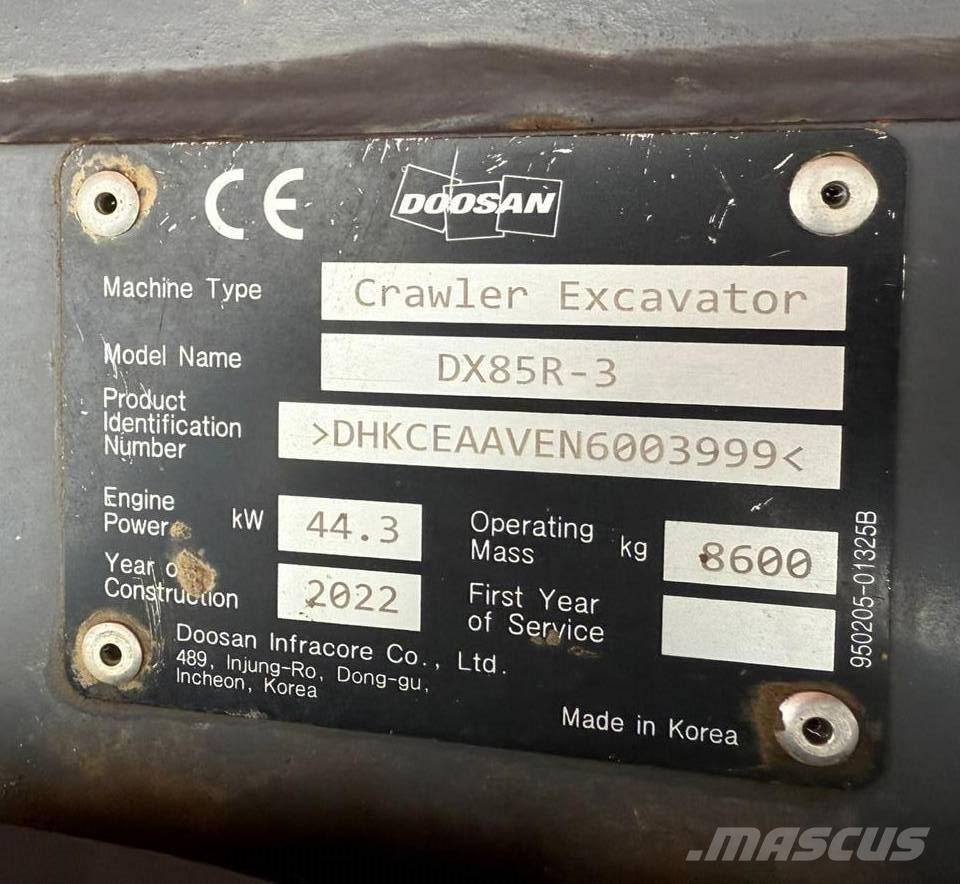 CE DOOSAN
Machine Type Crawler Excavator
Model Name DX85R-3
Product
Identification
Number >DHKCEAAVEN6003999<
Engine
Power kW 44.3
Operating
Mass kg 8600
Year of
Construction 2022
First Year
of Service
Doosan Infracore Co., Ltd.
489, Injung-Ro, Dong-gu,
Incheon, Korea
Made in Korea
950205-01325B
MASCUS